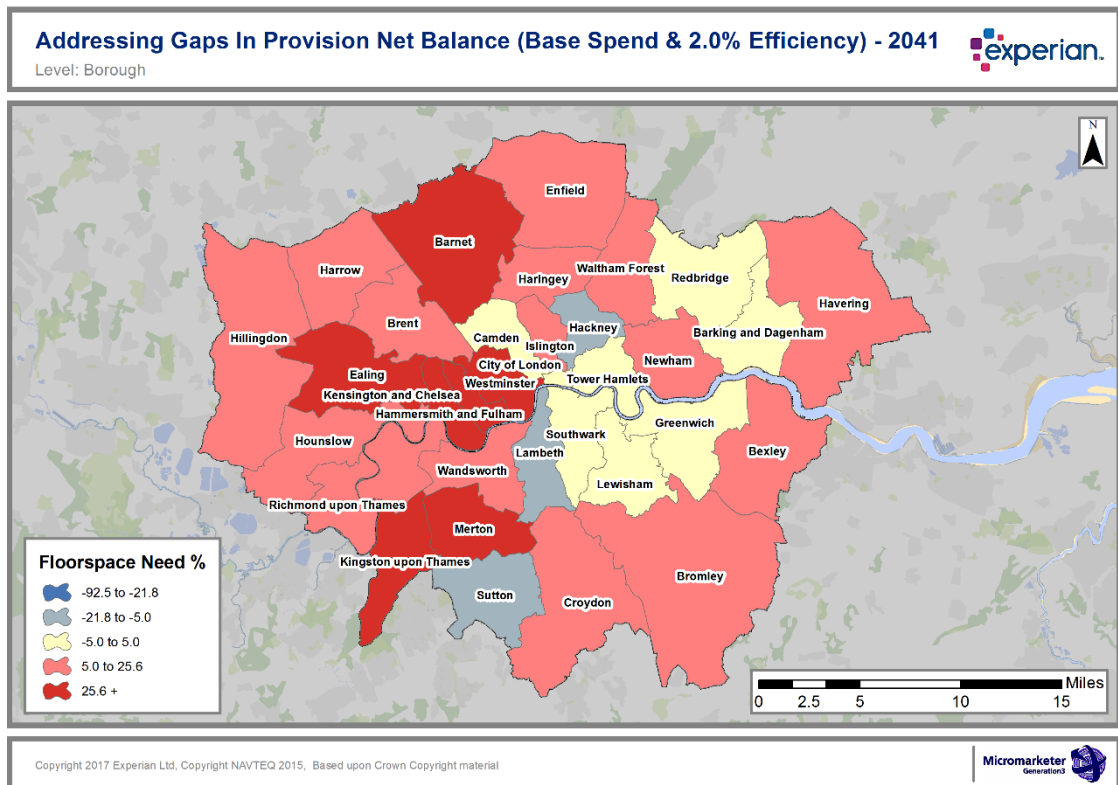 Addressing Gaps In Provision Net Balance (Base Spend & 2.0% Efficiency) - 2041
Level: Borough
experian™
N
Enfield
Barnet
Harrow
Haringey
Waltham Forest
Redbridge
Havering
Hillingdon
Brent
Camden
Hackney
Islington
Barking and Dagenham
Newham
City of London
Ealing
Westminster
Tower Hamlets
Kensington and Chelsea
Hammersmith and Fulham
Hounslow
Southwark
Greenwich
Lambeth
Bexley
Wandsworth
Lewisham
Richmond upon Thames
Merton
Kingston upon Thames
Sutton
Croydon
Bromley
Floorspace Need %
-92.5 to -21.8
-21.8 to -5.0
-5.0 to 5.0
5.0 to 25.6
25.6 +
Miles
0 2.5 5 10 15
Copyright 2017 Experian Ltd, Copyright NAVTEQ 2015, Based upon Crown Copyright material
Micromarketer
Generation3